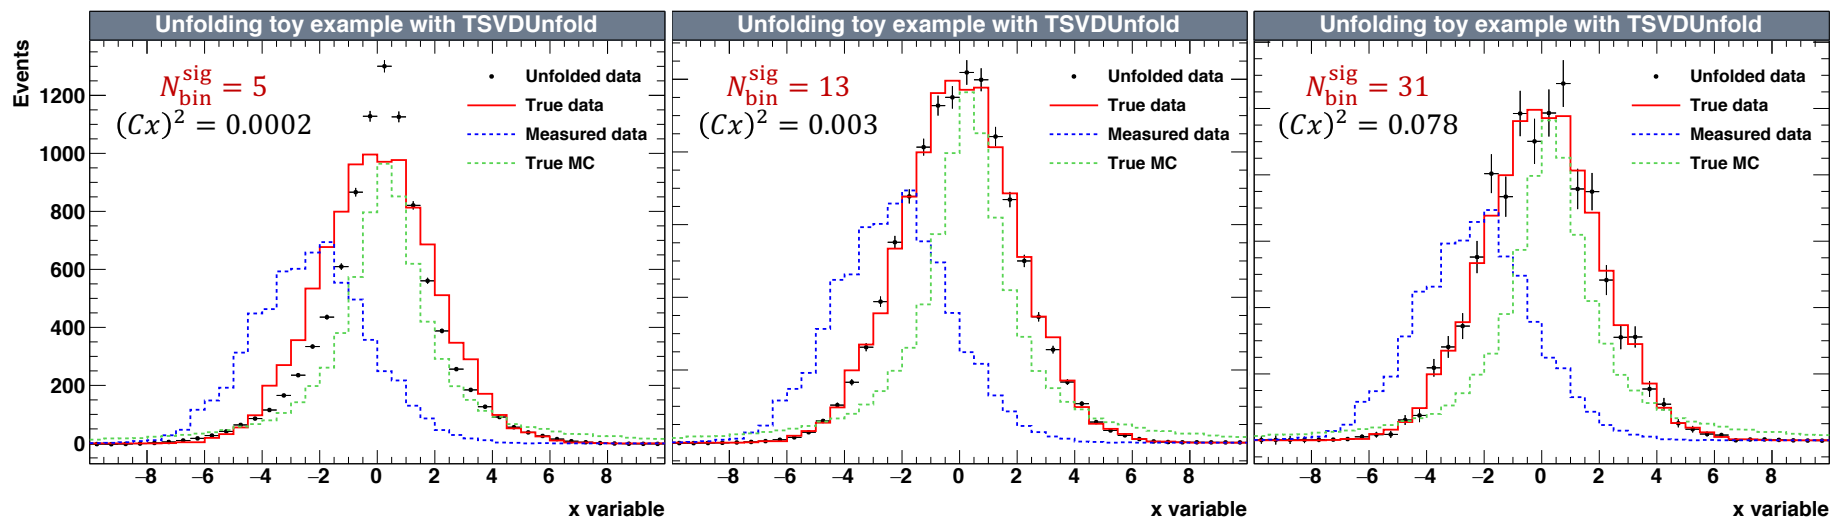 Unfolding toy example with TSVDUnfold
Events
1200
1000
800
600
400
200
0
N_bin^sig = 5
(Cx)² = 0.0002
Unfolded data
True data
Measured data
True MC
−8 −6 −4 −2 0 2 4 6 8
x variable
Unfolding toy example with TSVDUnfold
N_bin^sig = 13
(Cx)² = 0.003
Unfolded data
True data
Measured data
True MC
−8 −6 −4 −2 0 2 4 6 8
x variable
Unfolding toy example with TSVDUnfold
N_bin^sig = 31
(Cx)² = 0.078
Unfolded data
True data
Measured data
True MC
−8 −6 −4 −2 0 2 4 6 8
x variable